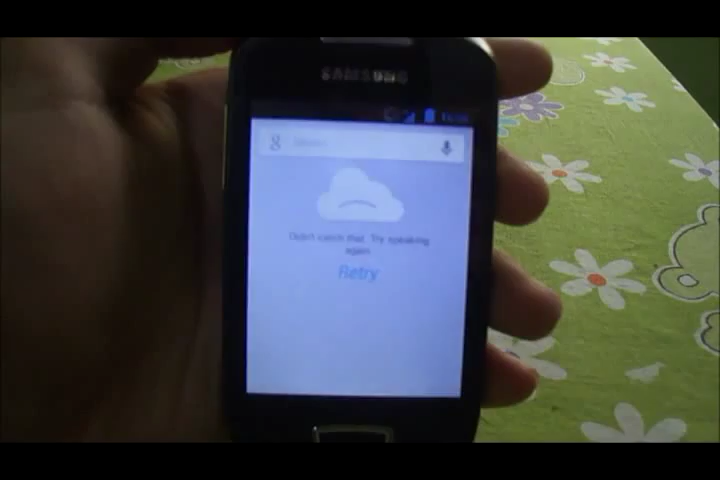 SAMSUNG
g
Didn't catch that. Try speaking
again.
Retry